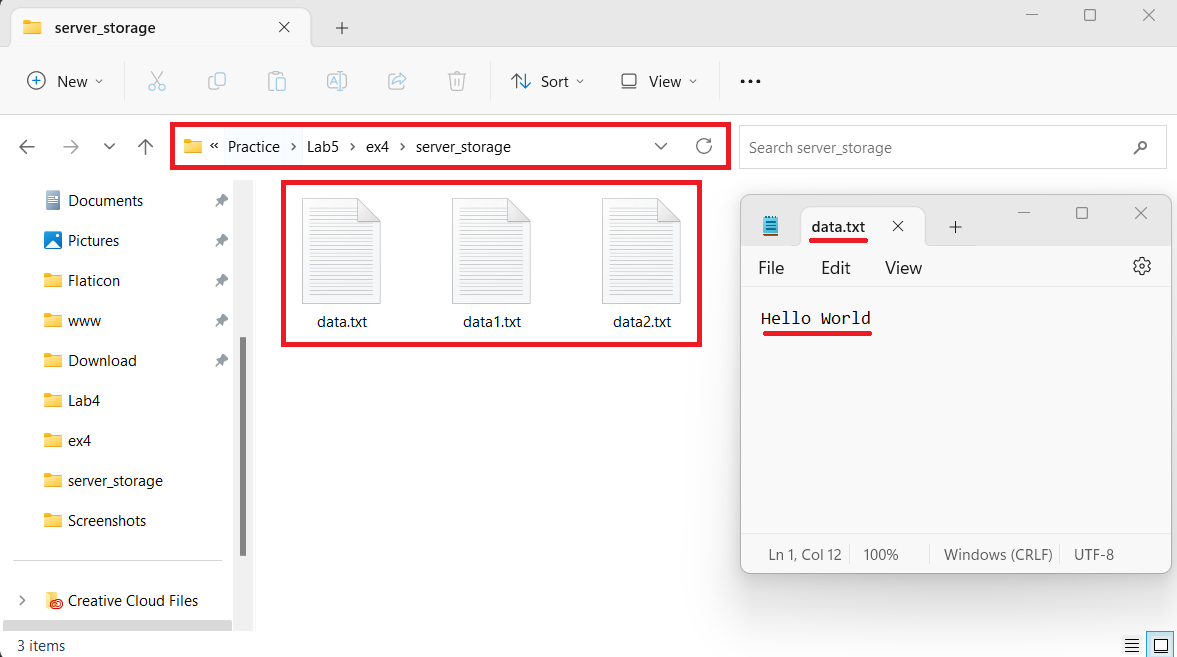 server_storage
New
Sort
View
« Practice > Lab5 > ex4 > server_storage
Search server_storage
Documents
Pictures
Flaticon
www
Download
Lab4
ex4
server_storage
Screenshots
Creative Cloud Files
data.txt
data1.txt
data2.txt
data.txt
File
Edit
View
Hello World
Ln 1, Col 12
100%
Windows (CRLF)
UTF-8
3 items